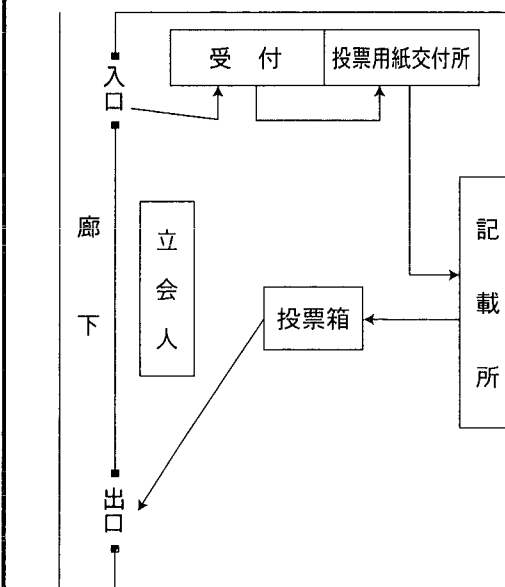 入口
受付
投票用紙交付所
廊下
立会人
記載所
投票箱
出口